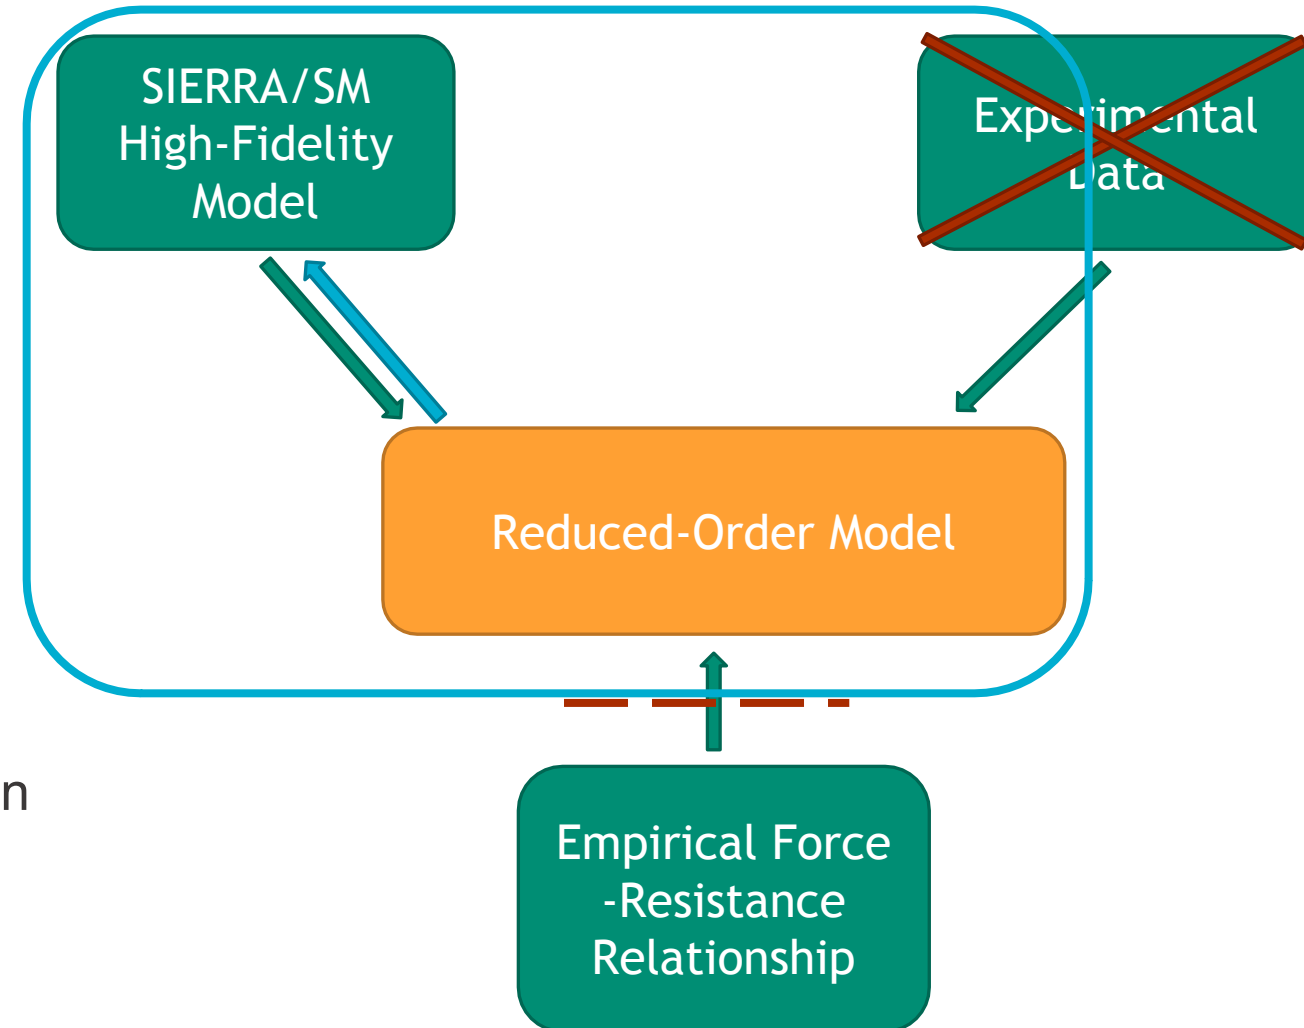 SIERRA/SM
High-Fidelity
Model
Experimental
Data
Reduced-Order Model
n
Empirical Force
-Resistance
Relationship